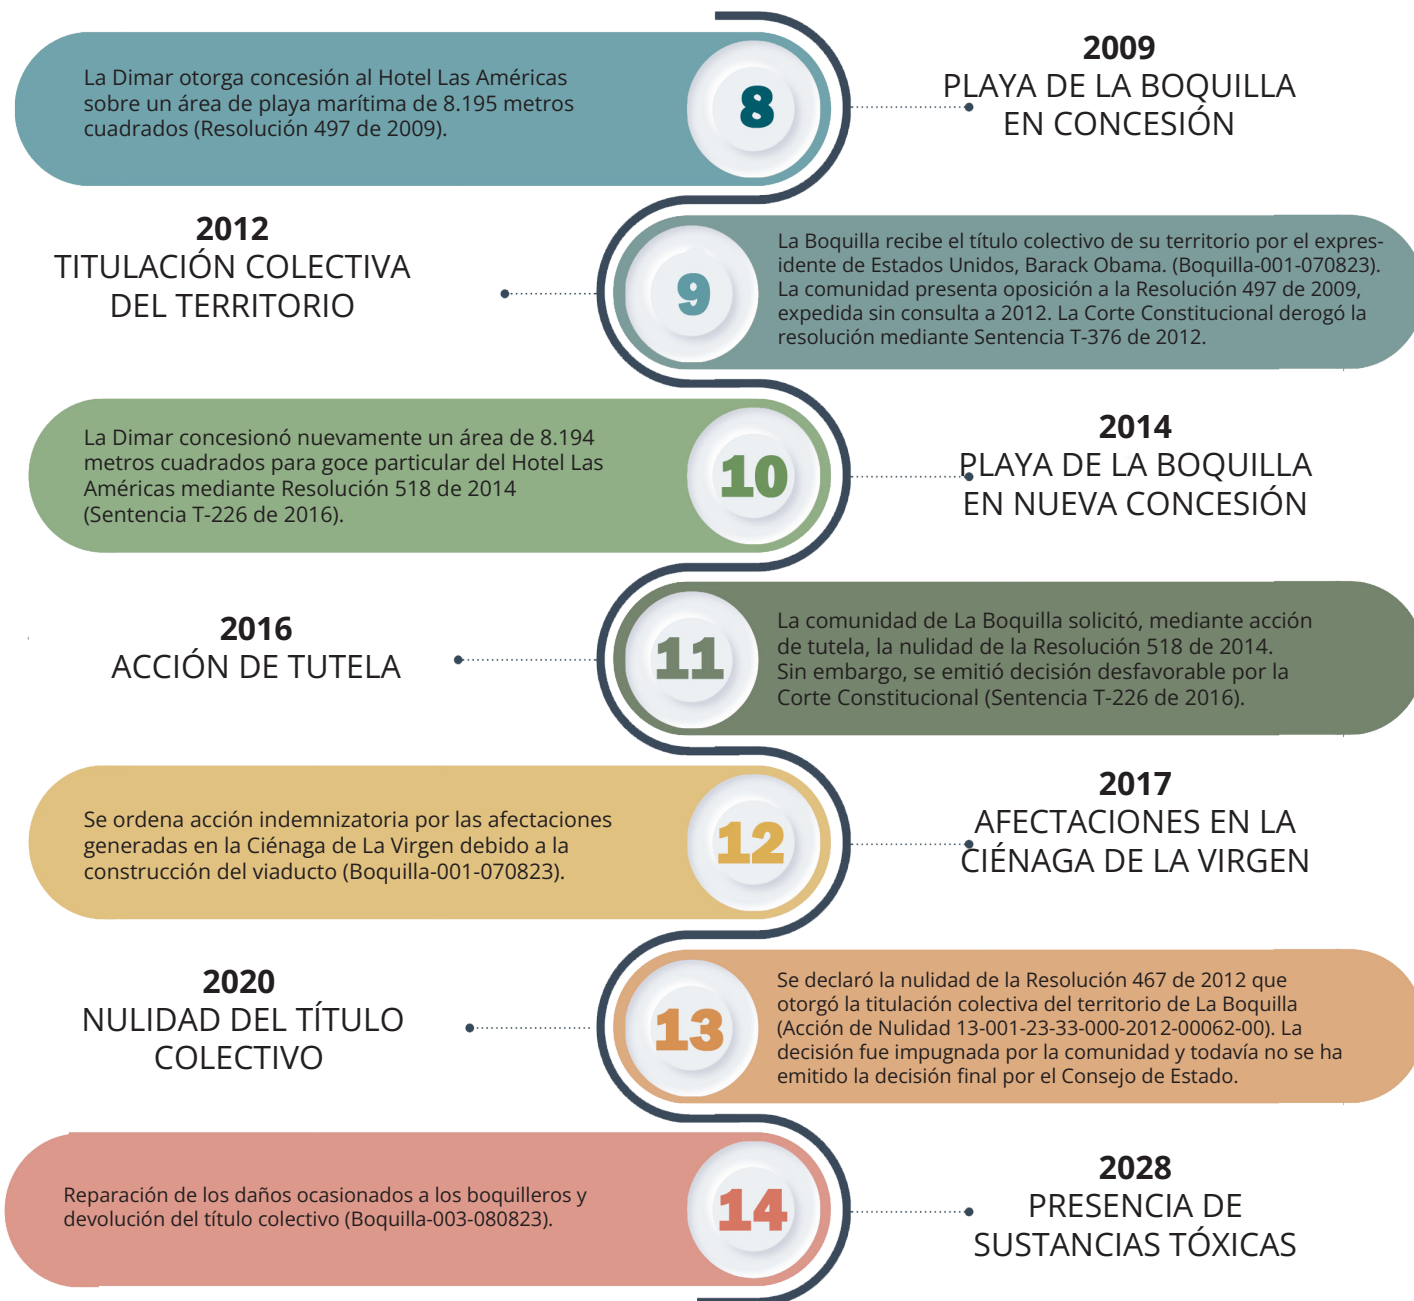 La Dimar otorga concesión al Hotel Las Américas
sobre un área de playa marítima de 8.195 metros
cuadrados (Resolución 497 de 2009).
8
2009
PLAYA DE LA BOQUILLA
EN CONCESIÓN
2012
TITULACIÓN COLECTIVA
DEL TERRITORIO
9
La Boquilla recibe el título colectivo de su territorio por el expres-
idente de Estados Unidos, Barack Obama. (Boquilla-001-070823).
La comunidad presenta oposición a la Resolución 497 de 2009,
expedida sin consulta a 2012. La Corte Constitucional derogó la
resolución mediante Sentencia T-376 de 2012.
La Dimar concesionó nuevamente un área de 8.194
metros cuadrados para goce particular del Hotel Las
Américas mediante Resolución 518 de 2014
(Sentencia T-226 de 2016).
10
2014
PLAYA DE LA BOQUILLA
EN NUEVA CONCESIÓN
2016
ACCIÓN DE TUTELA
11
La comunidad de La Boquilla solicitó, mediante acción
de tutela, la nulidad de la Resolución 518 de 2014.
Sin embargo, se emitió decisión desfavorable por la
Corte Constitucional (Sentencia T-226 de 2016).
Se ordena acción indemnizatoria por las afectaciones
generadas en la Ciénaga de La Virgen debido a la
construcción del viaducto (Boquilla-001-070823).
12
2017
AFECTACIONES EN LA
CIÉNAGA DE LA VIRGEN
2020
NULIDAD DEL TÍTULO
COLECTIVO
13
Se declaró la nulidad de la Resolución 467 de 2012 que
otorgó la titulación colectiva del territorio de La Boquilla
(Acción de Nulidad 13-001-23-33-000-2012-00062-00). La
decisión fue impugnada por la comunidad y todavía no se ha
emitido la decisión final por el Consejo de Estado.
Reparación de los daños ocasionados a los boquilleros y
devolución del título colectivo (Boquilla-003-080823).
14
2028
PRESENCIA DE
SUSTANCIAS TÓXICAS